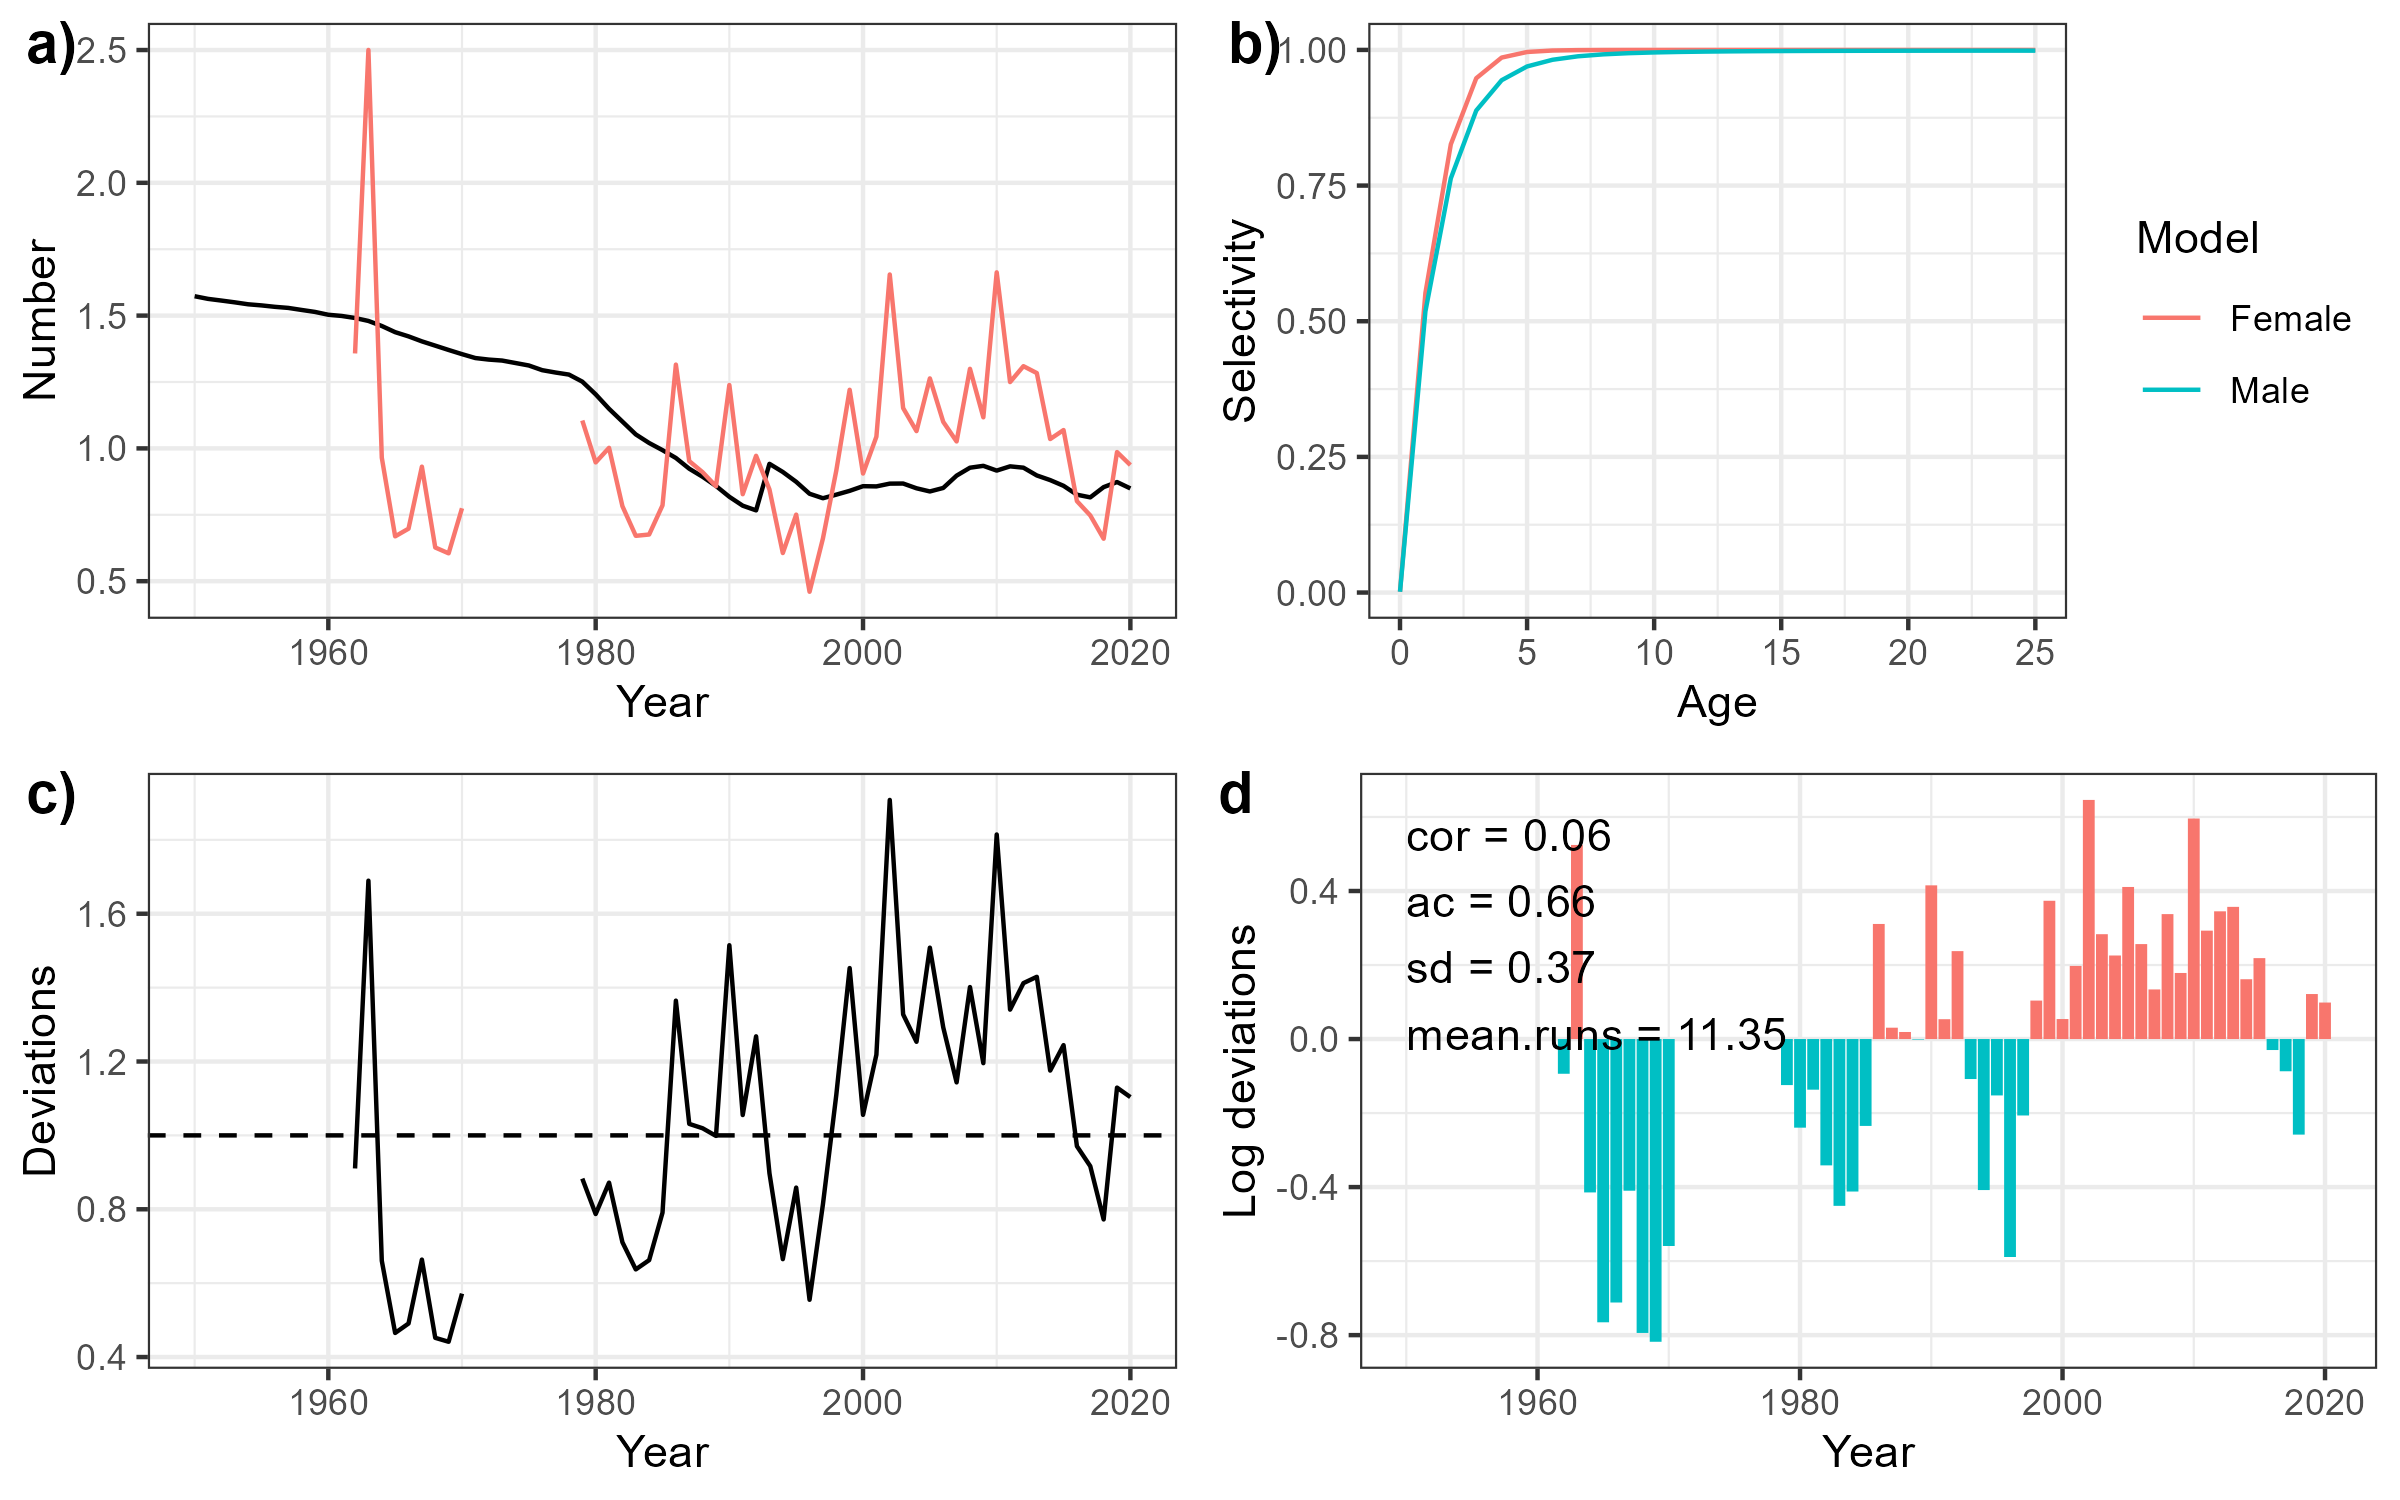 a)
2.5
2.0
1.5
1.0
0.5
Number
1960 1980 2000 2020
Year
b)
1.00
0.75
0.50
0.25
0.00
Selectivity
0 5 10 15 20 25
Age
Model
Female
Male
c)
1.6
1.2
0.8
0.4
Deviations
1960 1980 2000 2020
Year
d
cor = 0.06
ac = 0.66
sd = 0.37
mean.runs = 11.35
0.4
0.0
-0.4
-0.8
Log deviations
1960 1980 2000 2020
Year